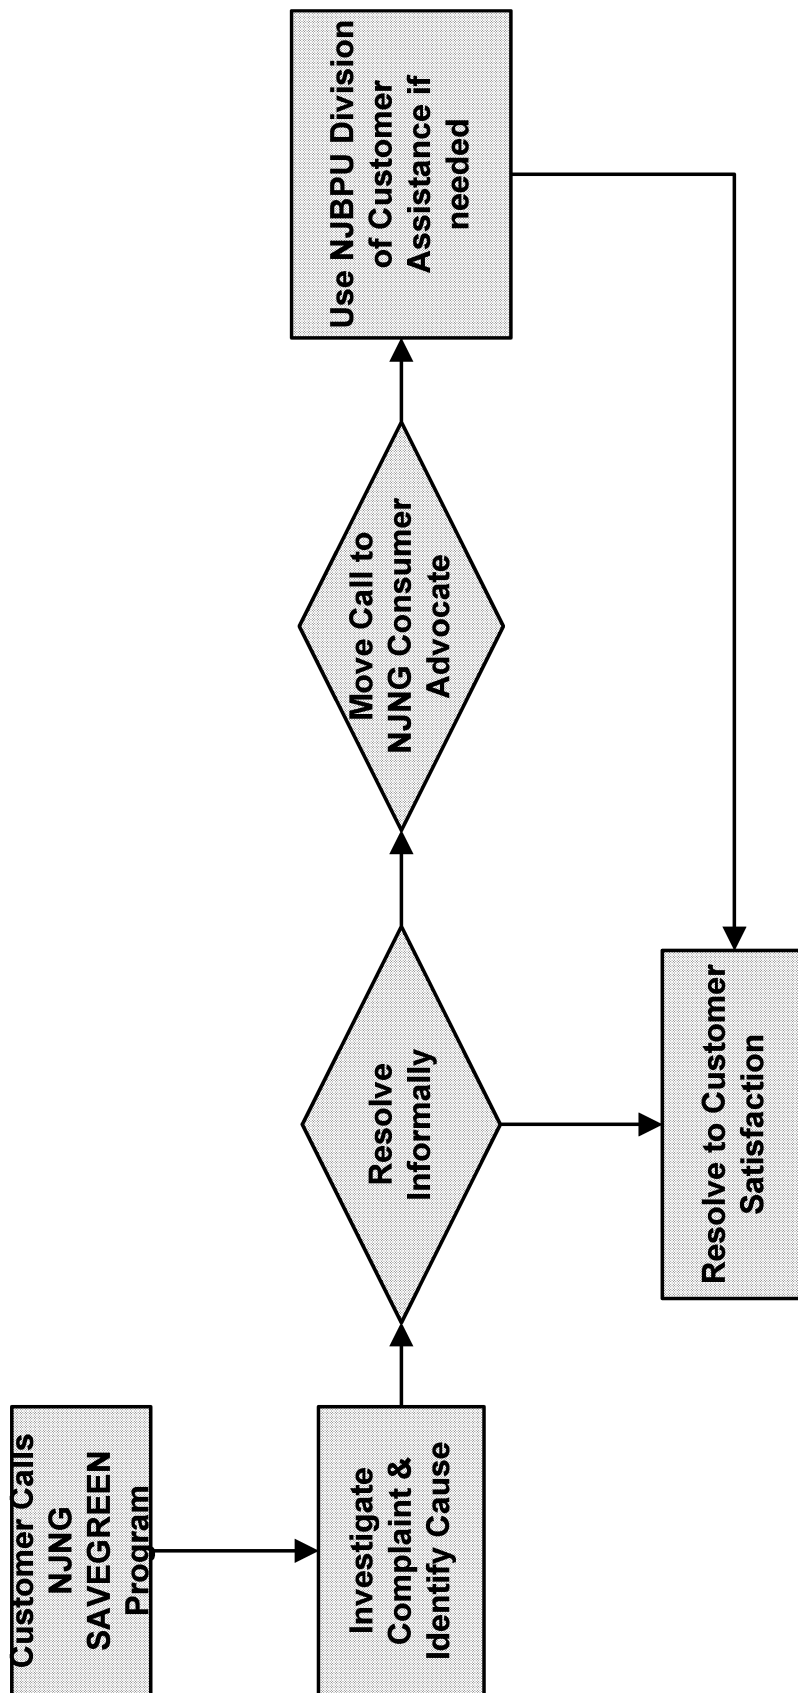 Customer Calls
NJNG
SAVEGREEN
Program
Investigate
Complaint &
Identify Cause
Resolve
Informally
Move Call to
NJNG Consumer
Advocate
Use NJBPU Division
of Customer
Assistance if
needed
Resolve to Customer
Satisfaction